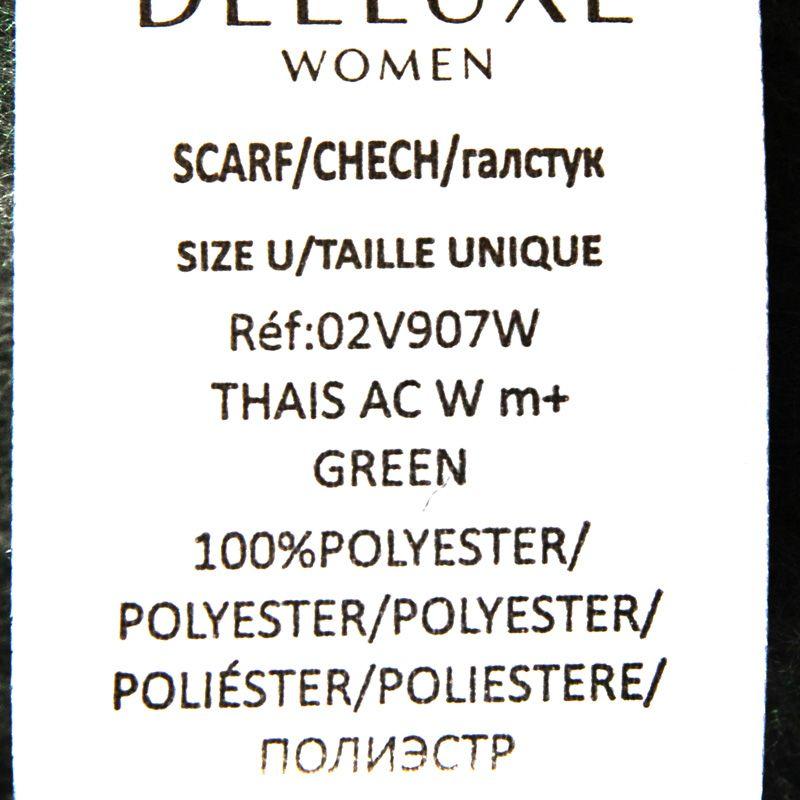 DEELUXE
WOMEN
SCARF/CHECH/галстук
SIZE U/TAILLE UNIQUE
Réf:02V907W
THAIS AC W m+
GREEN
100%POLYESTER/
POLYESTER/POLYESTER/
POLIÉSTER/POLIESTERE/
ПОЛИЭСТР